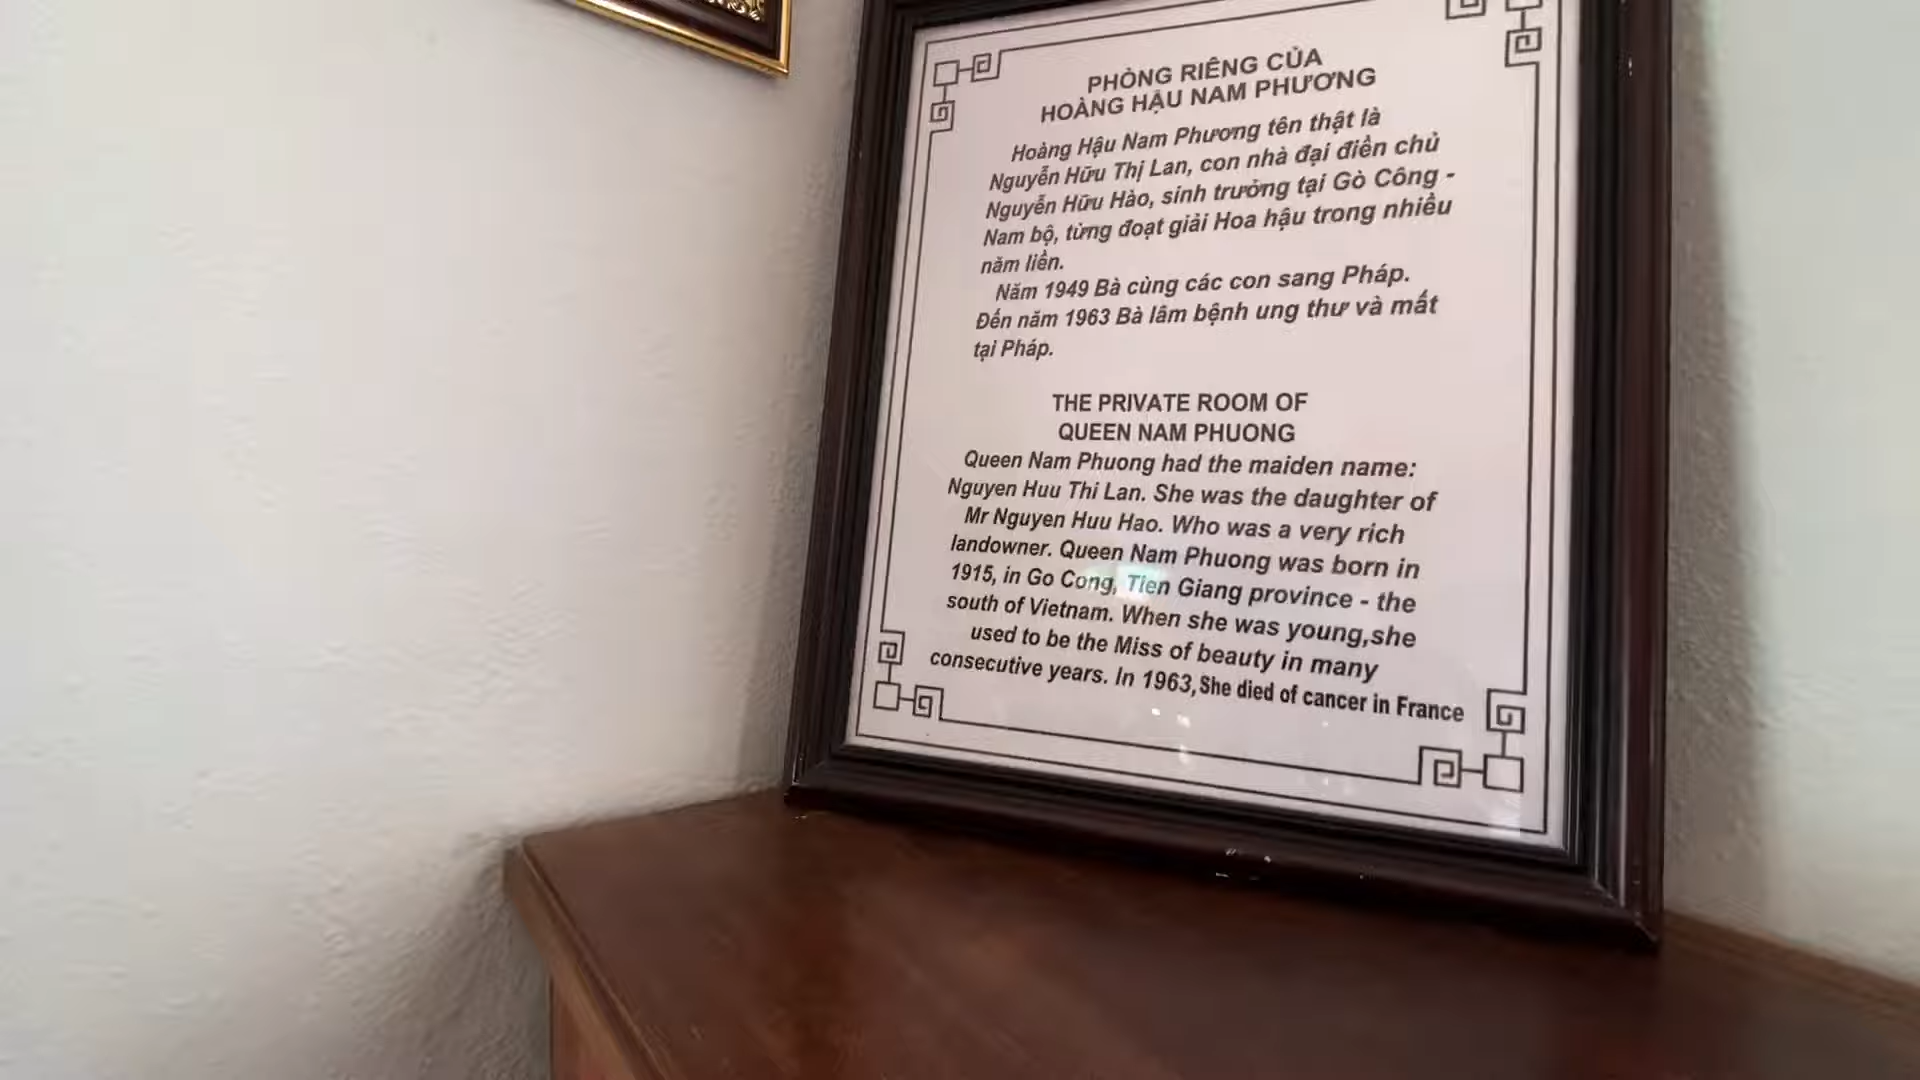 PHÒNG RIÊNG CỦA
HOÀNG HẬU NAM PHƯƠNG
Hoàng Hậu Nam Phương tên thật là
Nguyễn Hữu Thị Lan, con nhà đại điền chủ
Nguyễn Hữu Hào, sinh trưởng tại Gò Công -
Nam bộ, từng đoạt giải Hoa hậu trong nhiều
năm liền.
Năm 1949 Bà cùng các con sang Pháp.
Đến năm 1963 Bà lâm bệnh ung thư và mất
tại Pháp.
THE PRIVATE ROOM OF
QUEEN NAM PHUONG
Queen Nam Phuong had the maiden name:
Nguyen Huu Thi Lan. She was the daughter of
Mr Nguyen Huu Hao. Who was a very rich
landowner. Queen Nam Phuong was born in
1915, in Go Cong, Tien Giang province - the
south of Vietnam. When she was young,she
used to be the Miss of beauty in many
consecutive years. In 1963,She died of cancer in France